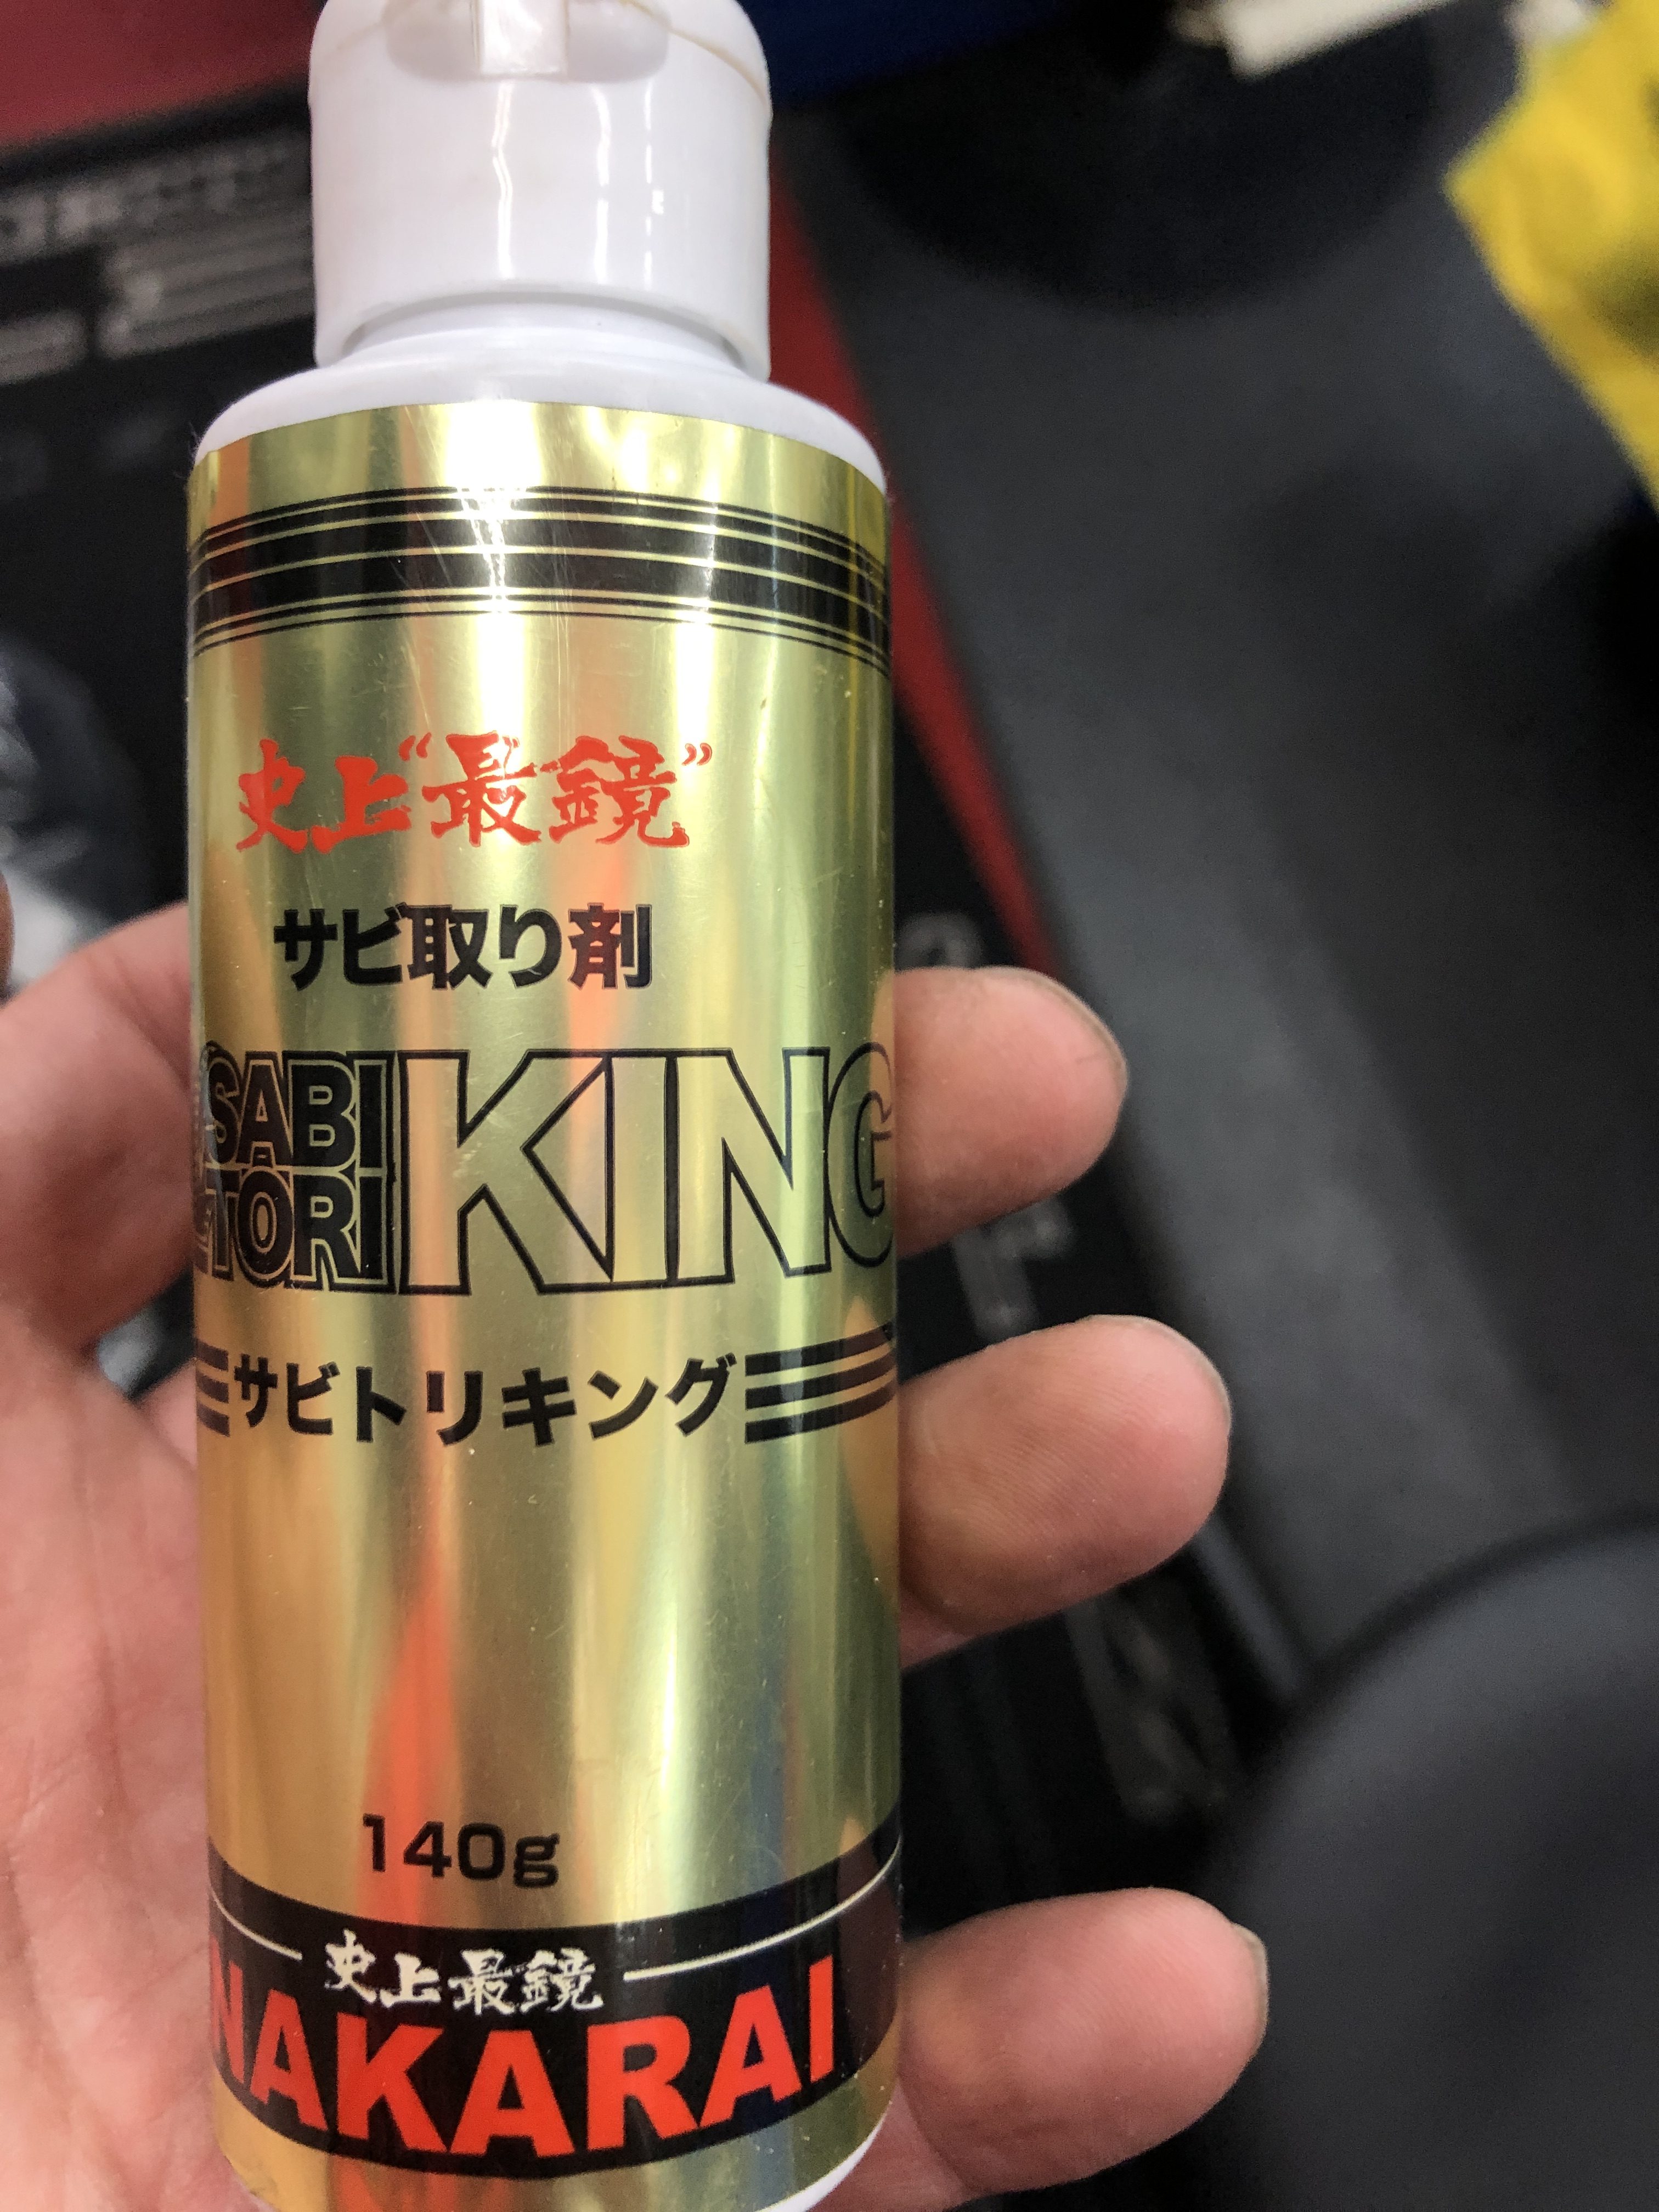 史上“最鏡”
サビ取り剤
SABI
TORI
KING
サビトリキング
140g
史上最鏡
NAKARAI